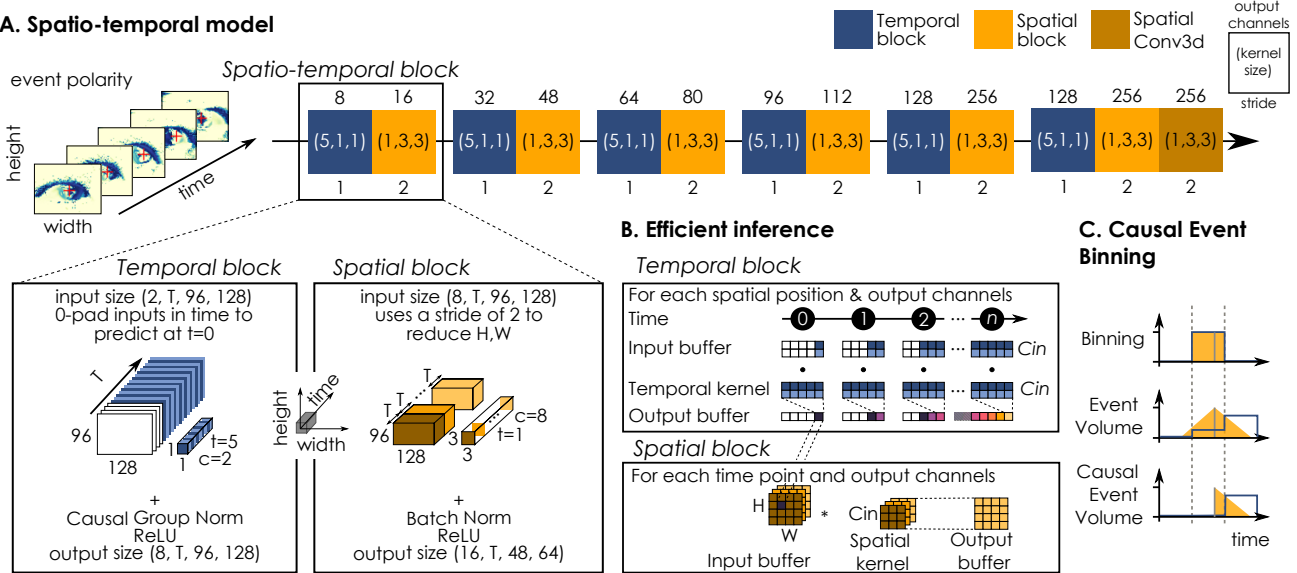 A. Spatio-temporal model
Temporal block
Spatial block
Spatial Conv3d
output channels
(kernel size)
stride
event polarity
height
width
time
Spatio-temporal block
8 16 32 48 64 80 96 112 128 256 128 256 256
(5,1,1) (1,3,3) (5,1,1) (1,3,3) (5,1,1) (1,3,3) (5,1,1) (1,3,3) (5,1,1) (1,3,3) (5,1,1) (1,3,3) (1,3,3)
1 2 1 2 1 2 1 2 1 2 1 2 2
Temporal block
input size (2, T, 96, 128)
0-pad inputs in time to
predict at t=0
T
96
128
1
1
t=5
c=2
+
Causal Group Norm
ReLU
output size (8, T, 96, 128)
height
time
width
Spatial block
input size (8, T, 96, 128)
uses a stride of 2 to
reduce H,W
T
...
T
T
96
128
3
3
c=8
t=1
+
Batch Norm
ReLU
output size (16, T, 48, 64)
B. Efficient inference
Temporal block
For each spatial position & output channels
Time 0 1 2 ... n
Input buffer ... Cin
Temporal kernel ... Cin
Output buffer
Spatial block
For each time point and output channels
H
W
*
Cin
Input buffer
Spatial kernel
Output buffer
C. Causal Event
Binning
Binning
Event
Volume
Causal
Event
Volume
time